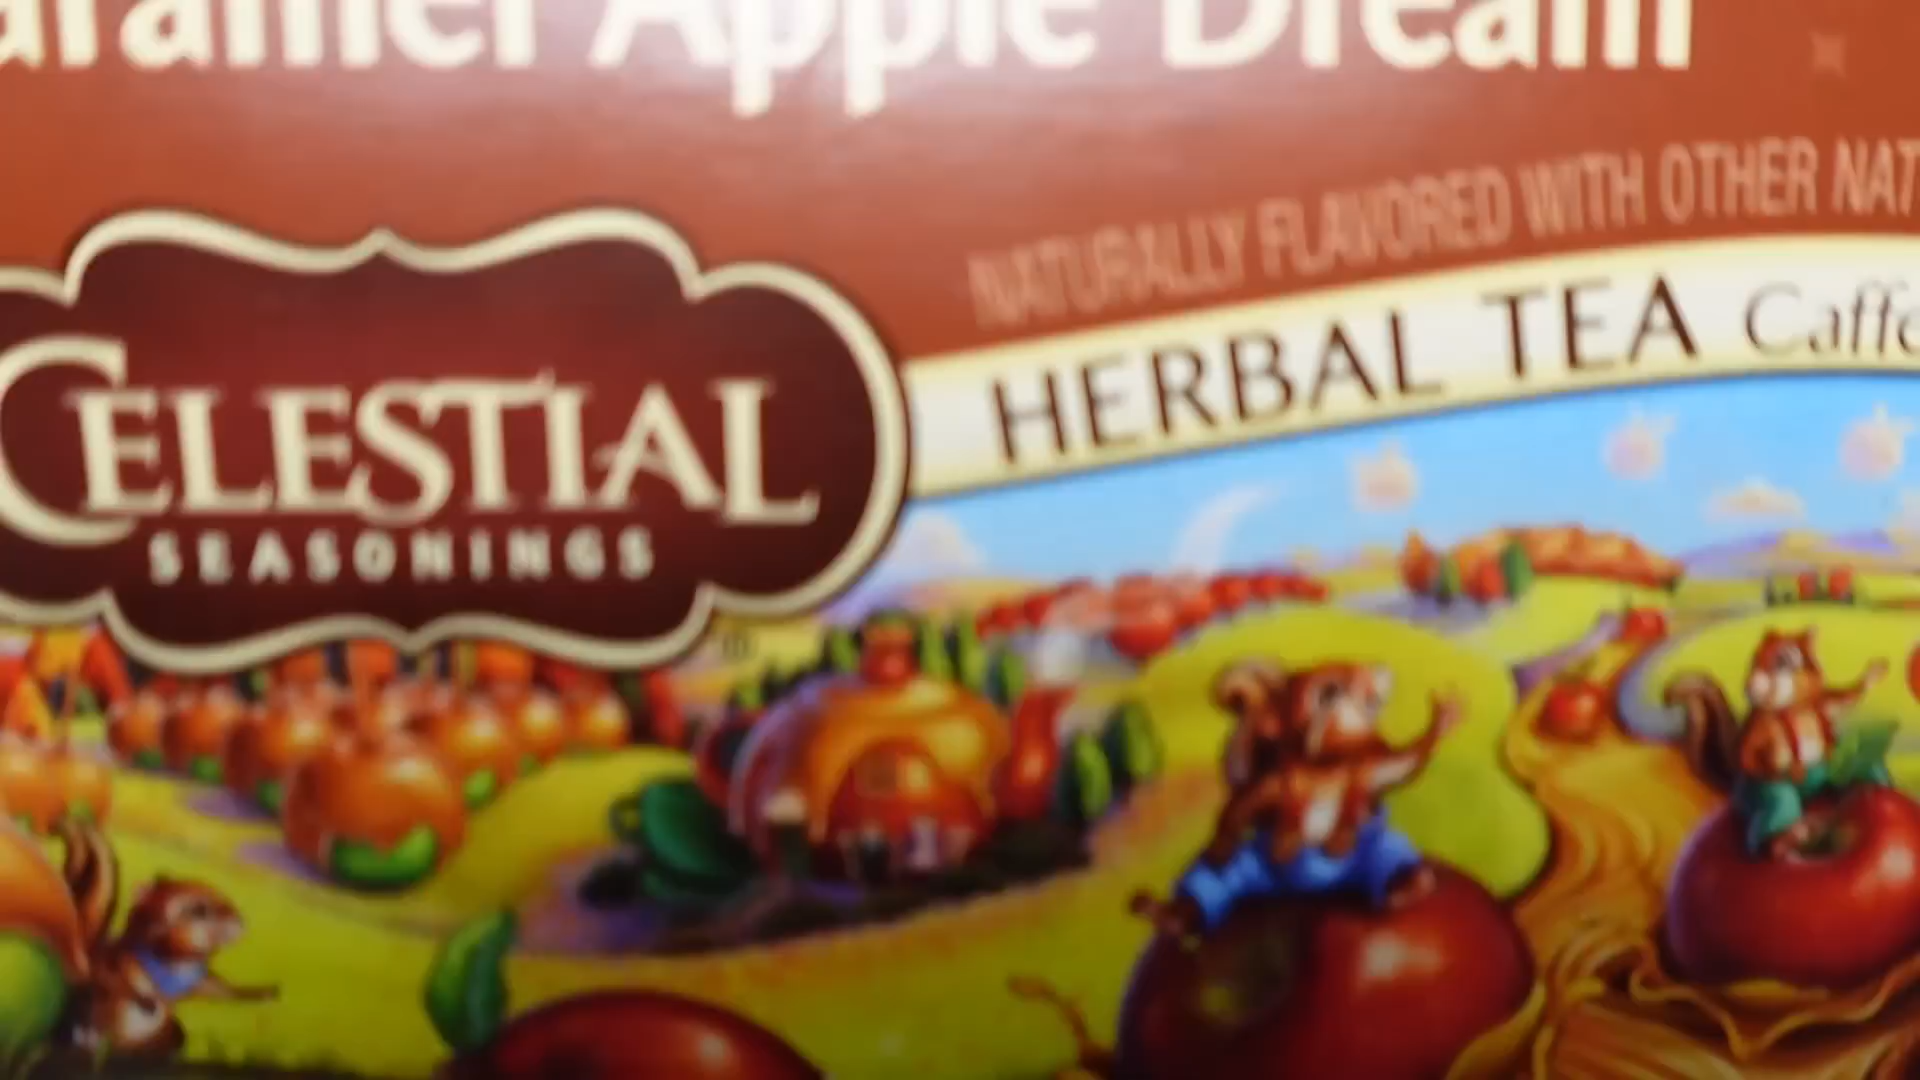 aramel Apple Dream
NATURALLY FLAVORED WITH OTHER NAT
HERBAL TEA Caffe
CELESTIAL
SEASONINGS